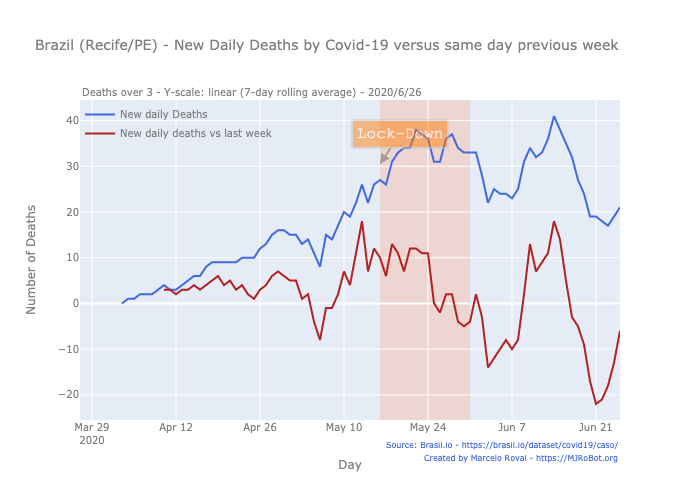 Brazil (Recife/PE) - New Daily Deaths by Covid-19 versus same day previous week
Deaths over 3 - Y-scale: linear (7-day rolling average) - 2020/6/26
New daily Deaths
New daily deaths vs last week
Lock-Down
Number of Deaths
40
30
20
10
0
−10
−20
Mar 29 Apr 12 Apr 26 May 10 May 24 Jun 7 Jun 21
2020
Day
Source: Brasil.io - https://brasil.io/dataset/covid19/caso/
Created by Marcelo Rovai - https://MJRoBot.org